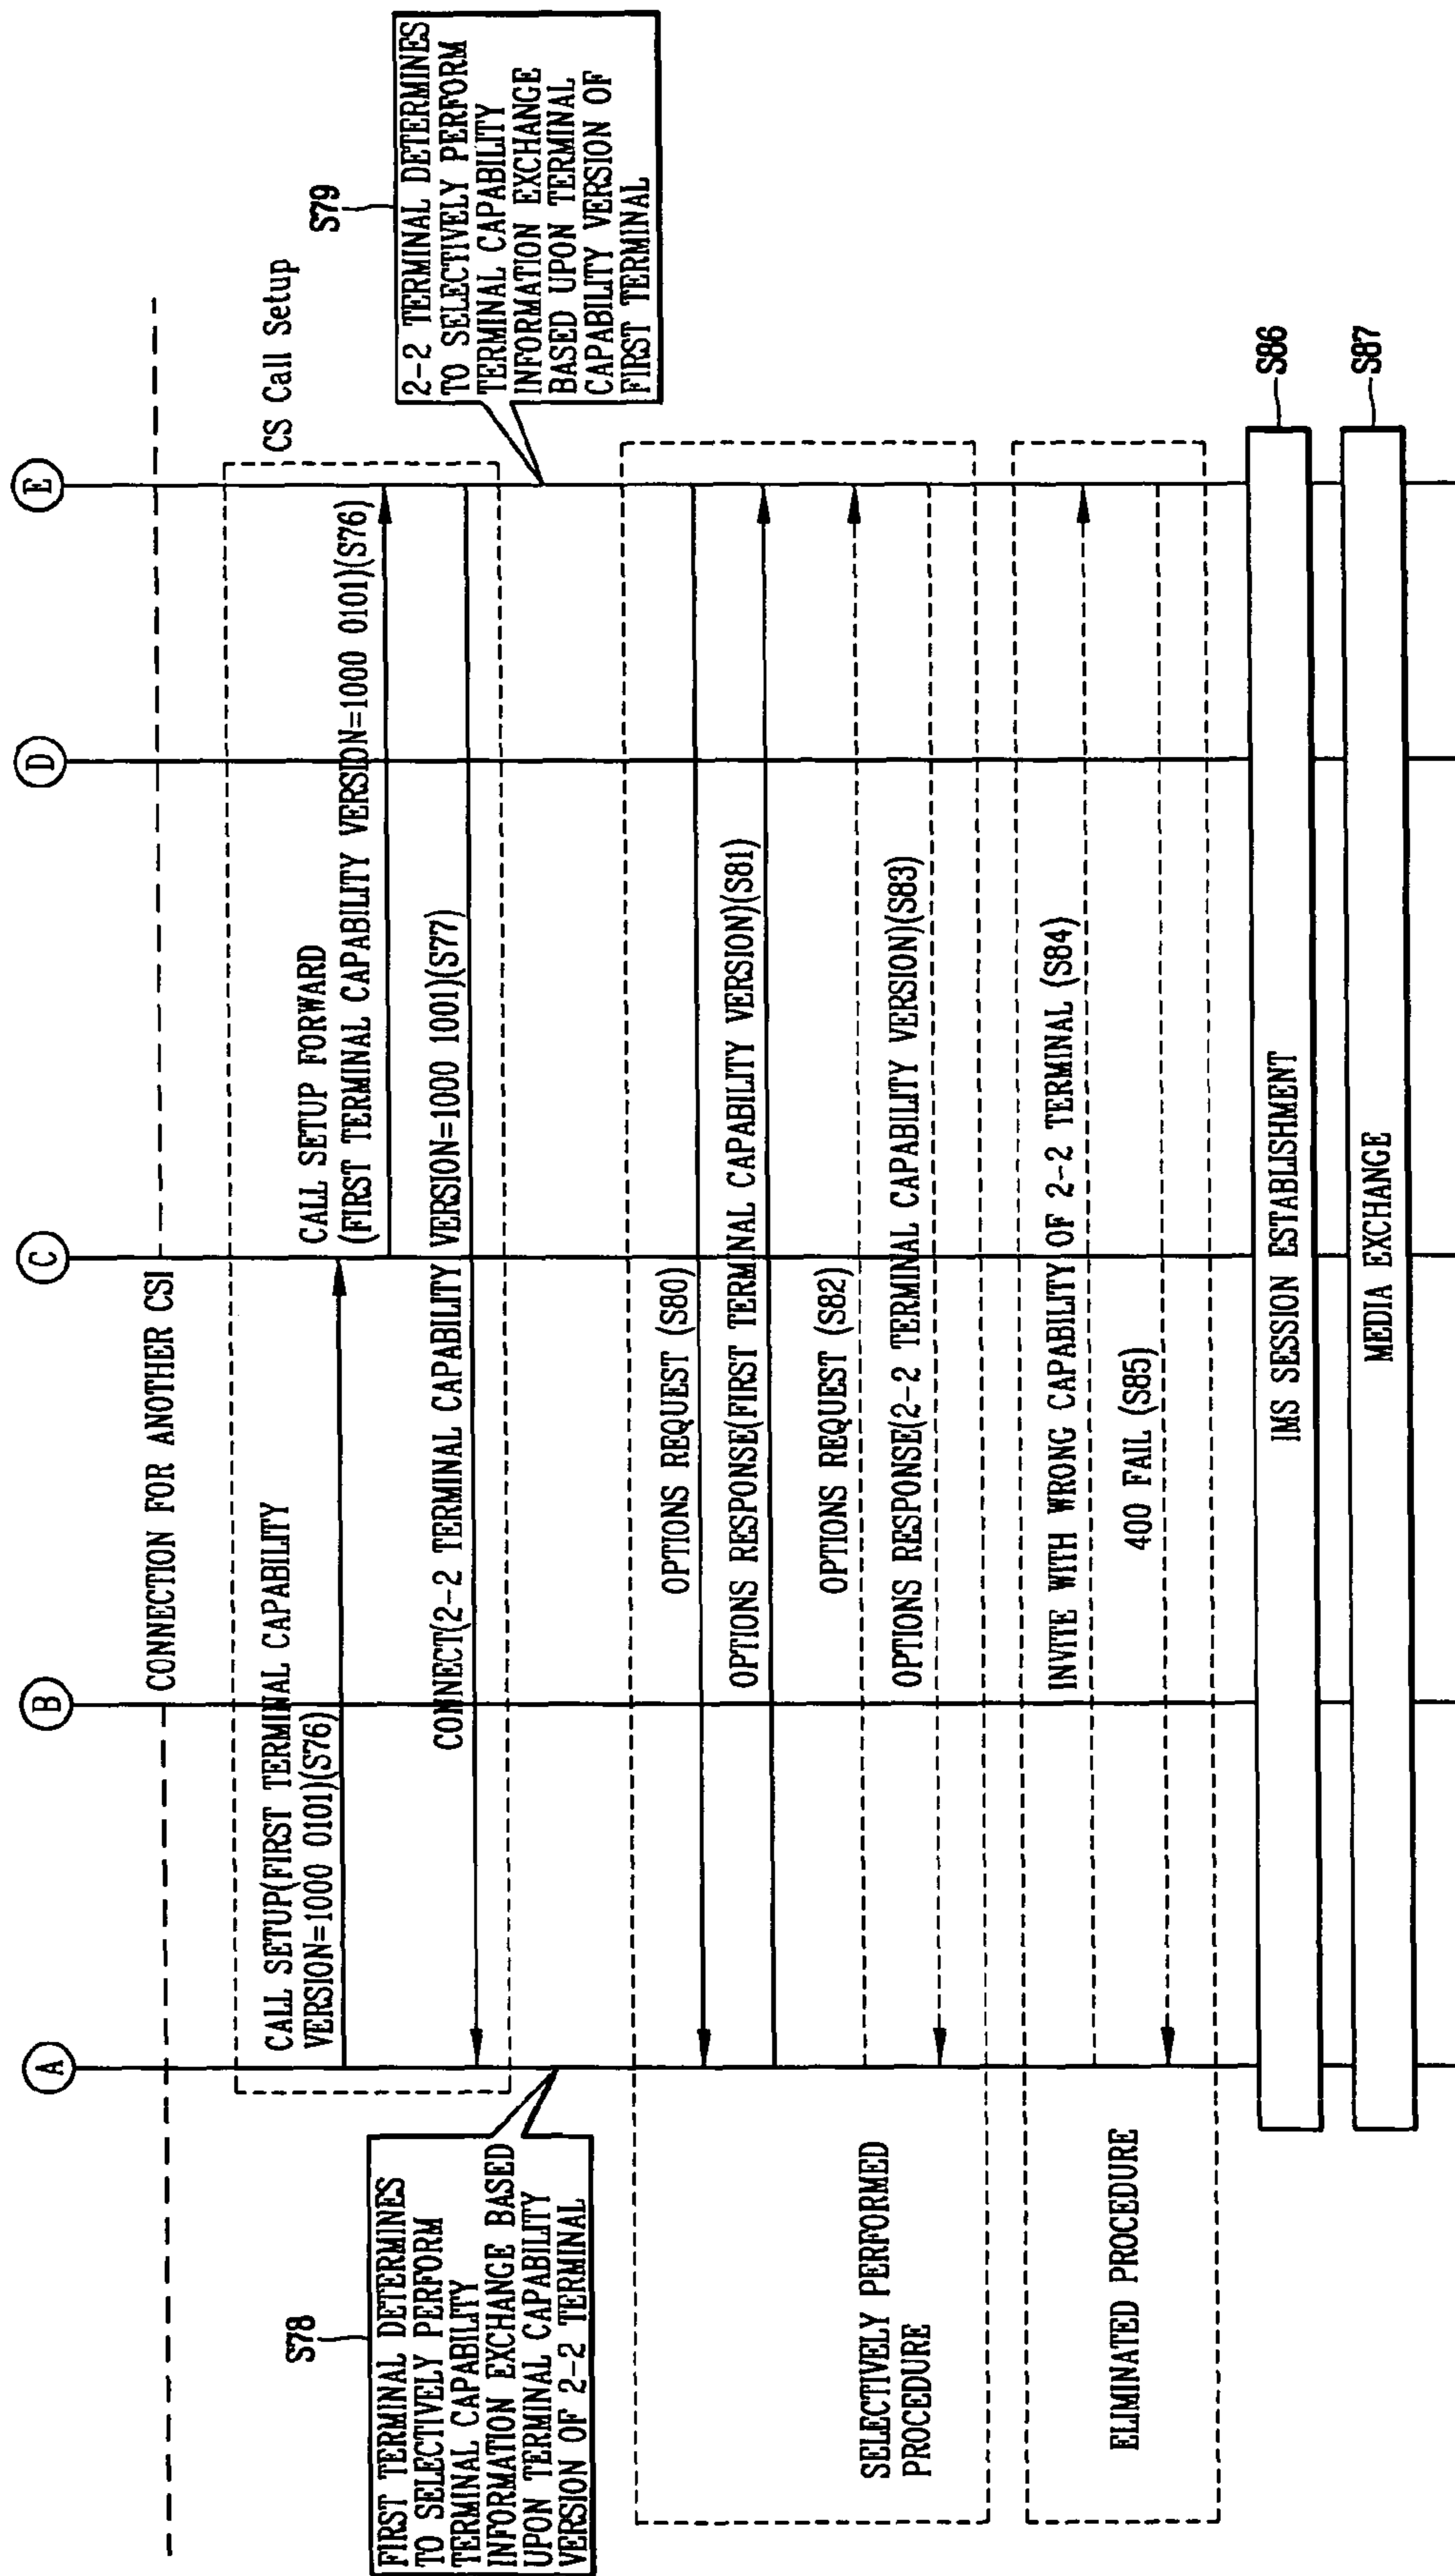 A
B
C
D
E
CONNECTION FOR ANOTHER CSI
CS Call Setup
CALL SETUP(FIRST TERMINAL CAPABILITY
VERSION=1000 0101)(S76)
CALL SETUP FORWARD
(FIRST TERMINAL CAPABILITY VERSION=1000 0101)(S76)
CONNECT(2-2 TERMINAL CAPABILITY VERSION=1000 1001)(S77)
S78
FIRST TERMINAL DETERMINES
TO SELECTIVELY PERFORM
TERMINAL CAPABILITY
INFORMATION EXCHANGE BASED
UPON TERMINAL CAPABILITY
VERSION OF 2-2 TERMINAL
S79
2-2 TERMINAL DETERMINES
TO SELECTIVELY PERFORM
TERMINAL CAPABILITY
INFORMATION EXCHANGE
BASED UPON TERMINAL
CAPABILITY VERSION OF
FIRST TERMINAL
OPTIONS REQUEST (S80)
OPTIONS RESPONSE(FIRST TERMINAL CAPABILITY VERSION)(S81)
OPTIONS REQUEST (S82)
OPTIONS RESPONSE(2-2 TERMINAL CAPABILITY VERSION)(S83)
SELECTIVELY PERFORMED
PROCEDURE
INVITE WITH WRONG CAPABILITY OF 2-2 TERMINAL (S84)
400 FAIL (S85)
ELIMINATED PROCEDURE
IMS SESSION ESTABLISHMENT
S86
MEDIA EXCHANGE
S87